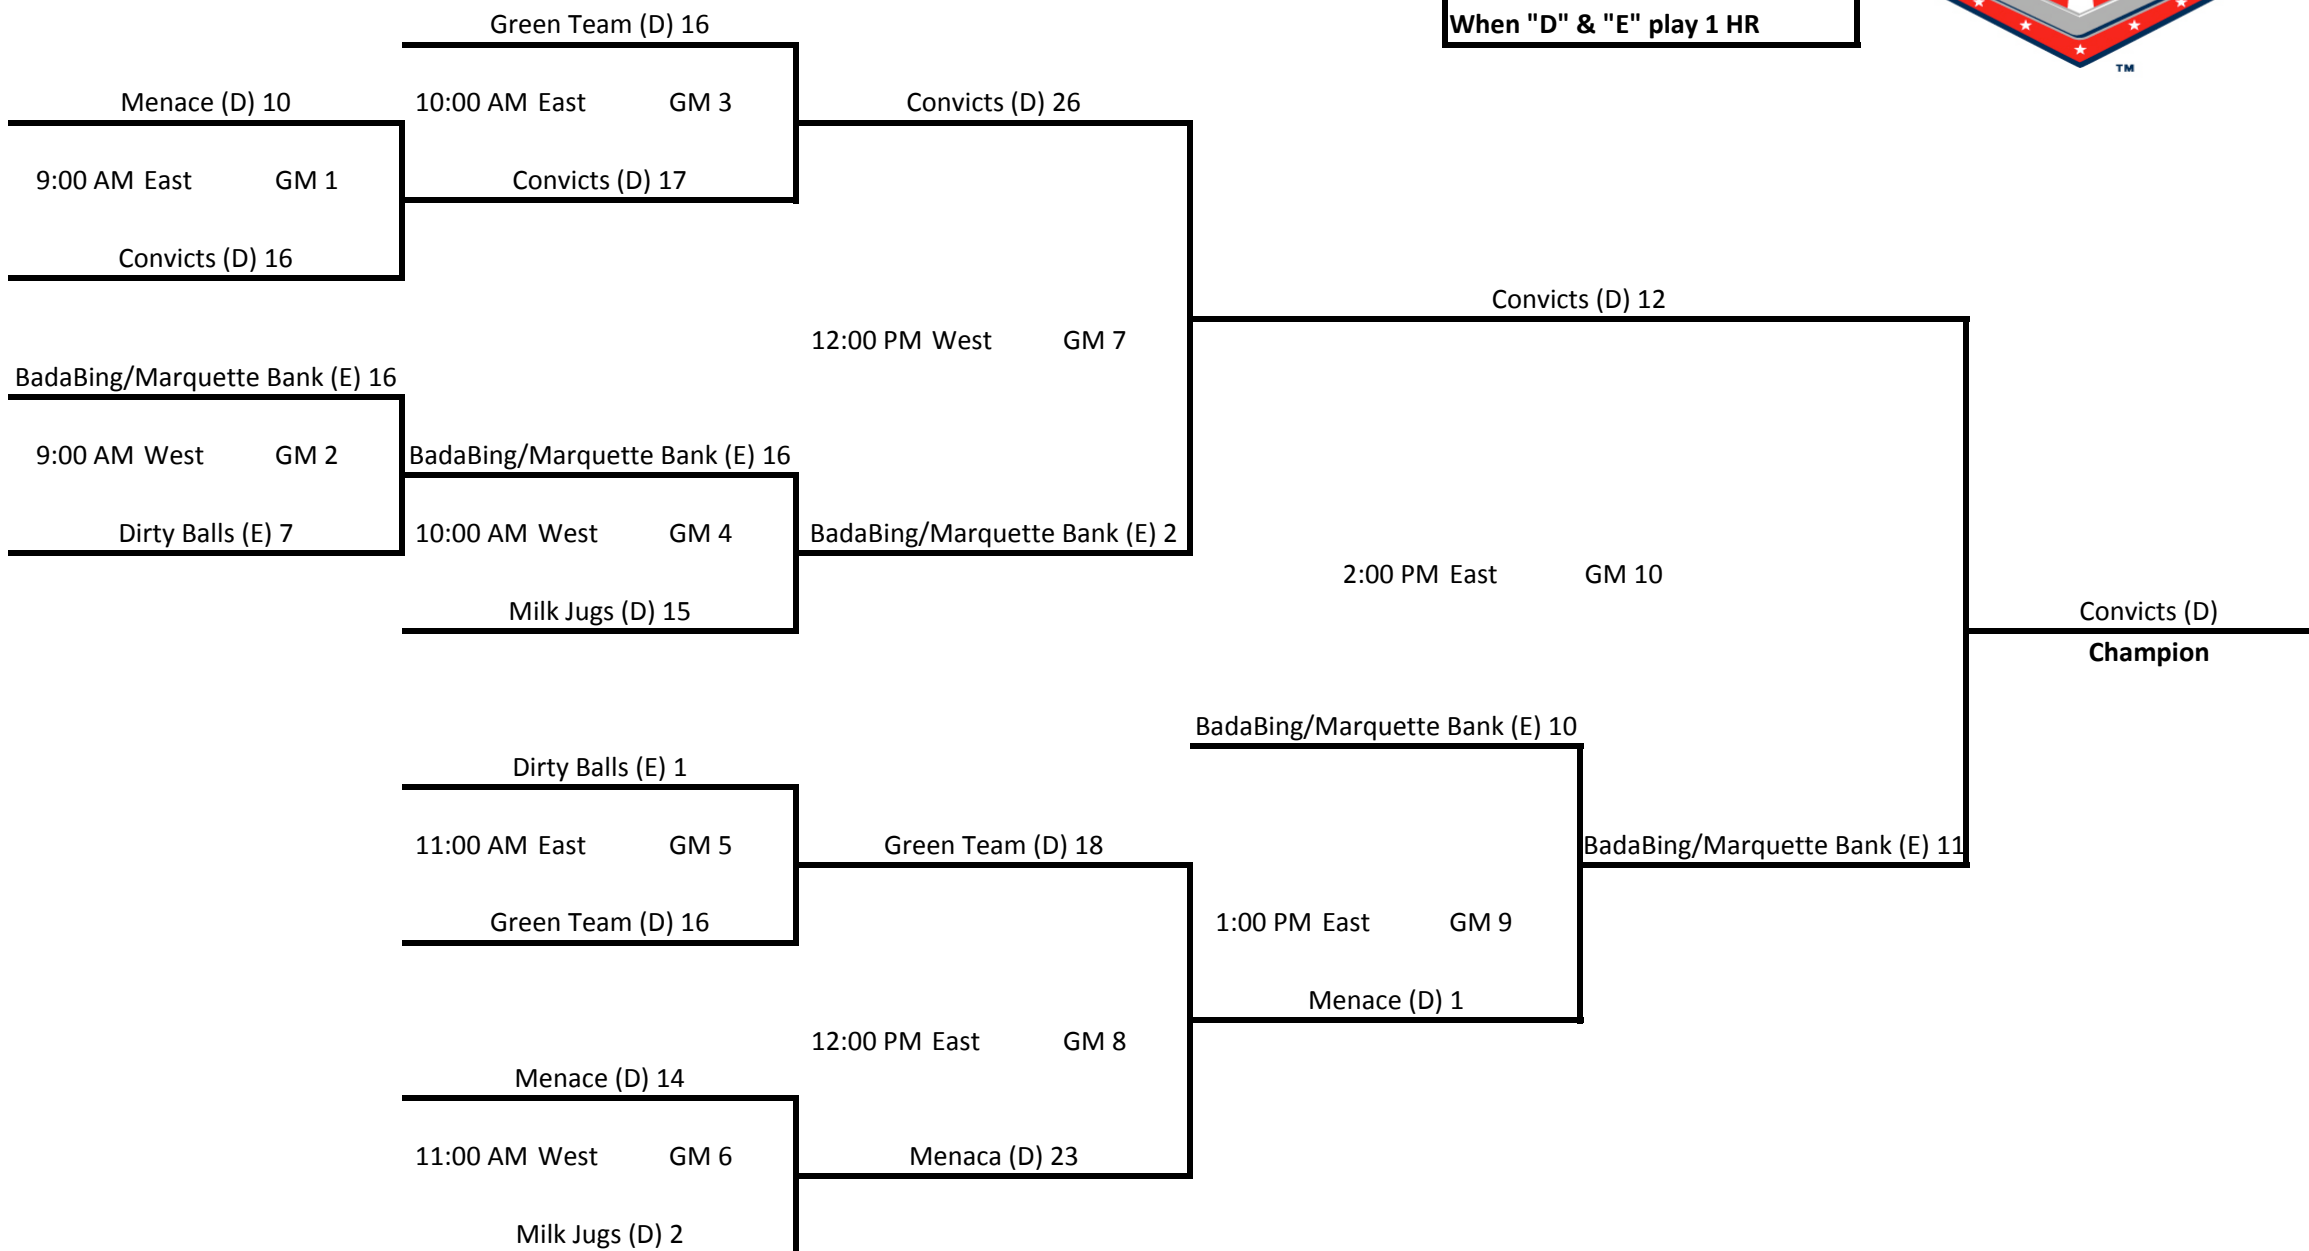 Green Team (D) 16
When "D" & "E" play 1 HR
TM
Menace (D) 10
10:00 AM East GM 3
Convicts (D) 26
9:00 AM East GM 1
Convicts (D) 17
Convicts (D) 16
Convicts (D) 12
12:00 PM West GM 7
BadaBing/Marquette Bank (E) 16
9:00 AM West GM 2
BadaBing/Marquette Bank (E) 16
Dirty Balls (E) 7
10:00 AM West GM 4
BadaBing/Marquette Bank (E) 2
2:00 PM East GM 10
Milk Jugs (D) 15
Convicts (D)
Champion
BadaBing/Marquette Bank (E) 10
Dirty Balls (E) 1
11:00 AM East GM 5
Green Team (D) 18
BadaBing/Marquette Bank (E) 11
Green Team (D) 16
1:00 PM East GM 9
Menace (D) 1
12:00 PM East GM 8
Menace (D) 14
11:00 AM West GM 6
Menaca (D) 23
Milk Jugs (D) 2